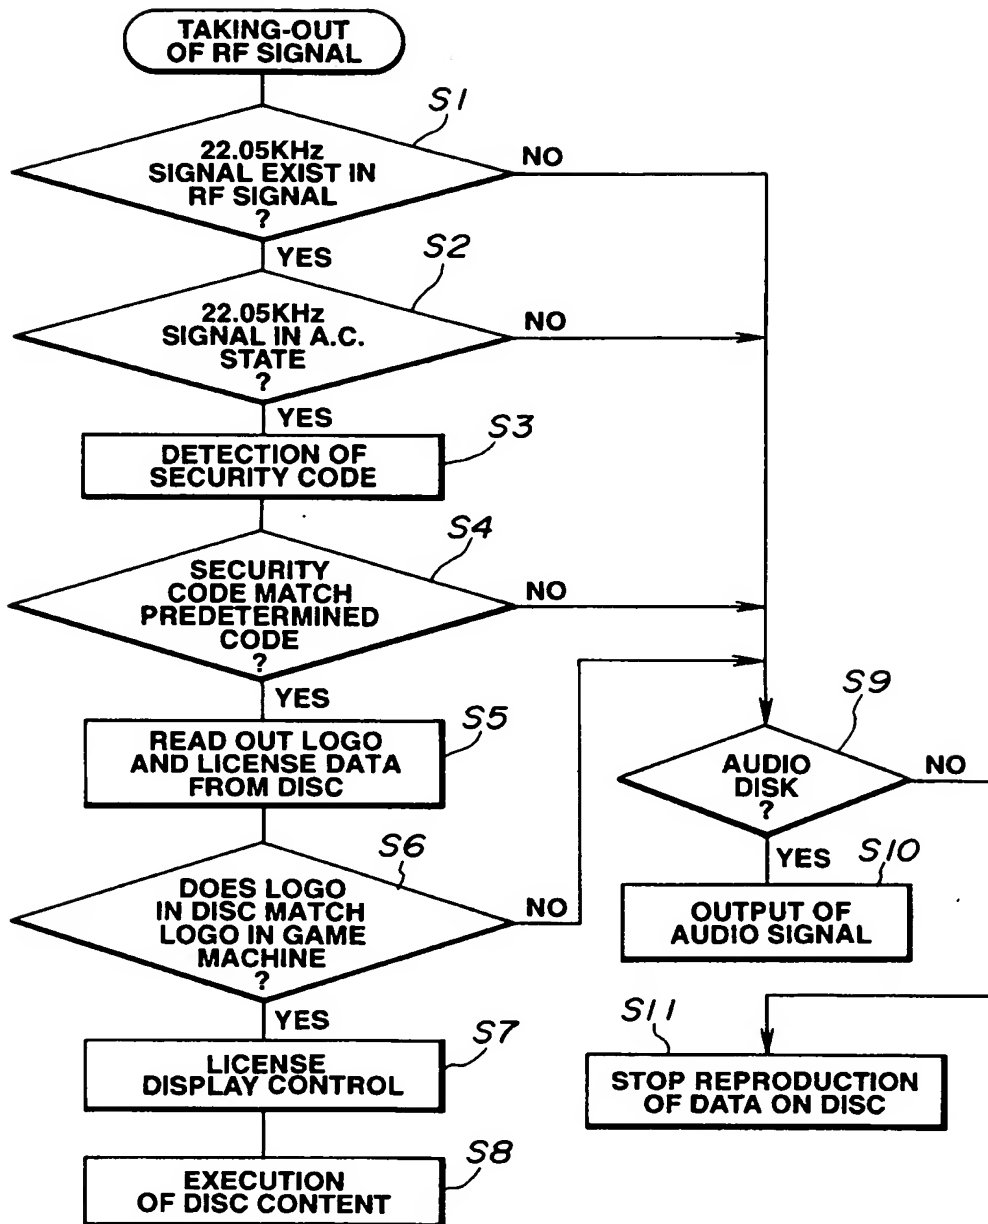 TAKING-OUT
OF RF SIGNAL
S1
22.05KHz
SIGNAL EXIST IN
RF SIGNAL
?
NO
YES
S2
22.05KHz
SIGNAL IN A.C.
STATE
?
NO
YES
S3
DETECTION OF
SECURITY CODE
S4
SECURITY
CODE MATCH
PREDETERMINED
CODE
?
NO
YES
S5
READ OUT LOGO
AND LICENSE DATA
FROM DISC
S6
DOES LOGO
IN DISC MATCH
LOGO IN GAME
MACHINE
?
NO
YES
S7
LICENSE
DISPLAY CONTROL
S8
EXECUTION
OF DISC CONTENT
S9
AUDIO
DISK
?
NO
YES
S10
OUTPUT OF
AUDIO SIGNAL
S11
STOP REPRODUCTION
OF DATA ON DISC